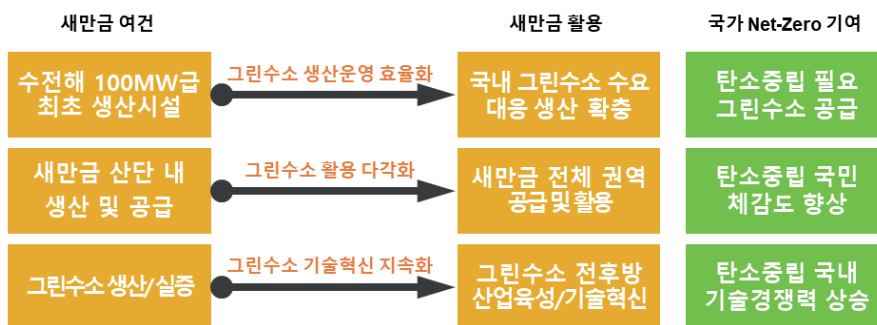 새만금 여건
새만금 활용
국가 Net-Zero 기여
수전해 100MW급
최초 생산시설
그린수소 생산운영 효율화
국내 그린수소 수요
대응 생산 확충
탄소중립 필요
그린수소 공급
새만금 산단 내
생산 및 공급
그린수소 활용 다각화
새만금 전체 권역
공급 및 활용
탄소중립 국민
체감도 향상
그린수소 생산/실증
그린수소 기술혁신 지속화
그린수소 전후방
산업육성/기술혁신
탄소중립 국내
기술경쟁력 상승